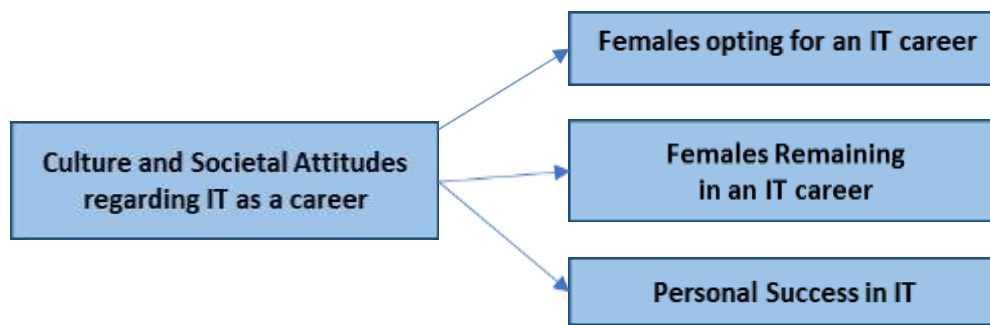 Females opting for an IT career
Culture and Societal Attitudes
regarding IT as a career
Females Remaining
in an IT career
Personal Success in IT